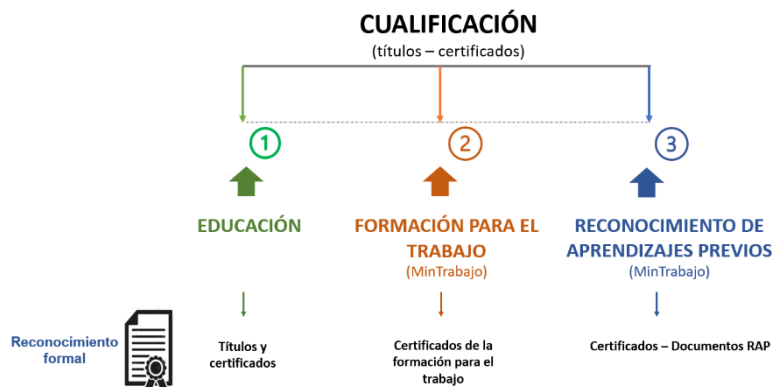 CUALIFICACIÓN
(títulos – certificados)
1
2
3
EDUCACIÓN
FORMACIÓN PARA EL
TRABAJO
(MinTrabajo)
RECONOCIMIENTO DE
APRENDIZAJES PREVIOS
(MinTrabajo)
Reconocimiento
formal
Títulos y
certificados
Certificados de la
formación para el
trabajo
Certificados – Documentos RAP